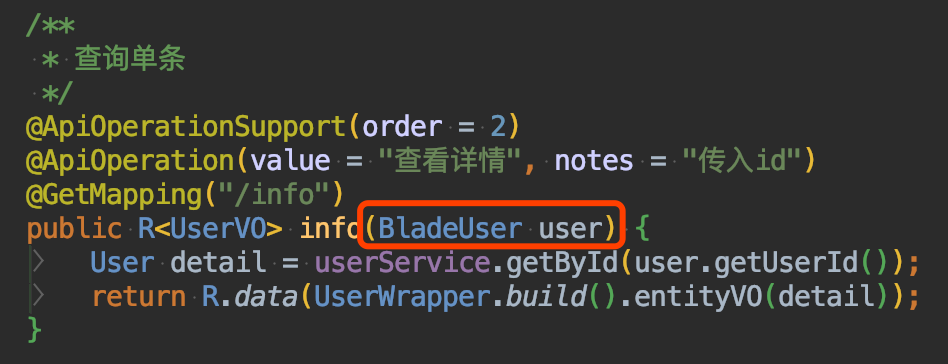 /**
 * 查询单条
 */
@ApiOperationSupport(order = 2)
@ApiOperation(value = "查看详情", notes = "传入id")
@GetMapping("/info")
public R<UserVO> info(BladeUser user) {
    User detail = userService.getById(user.getUserId());
    return R.data(UserWrapper.build().entityVO(detail));
}